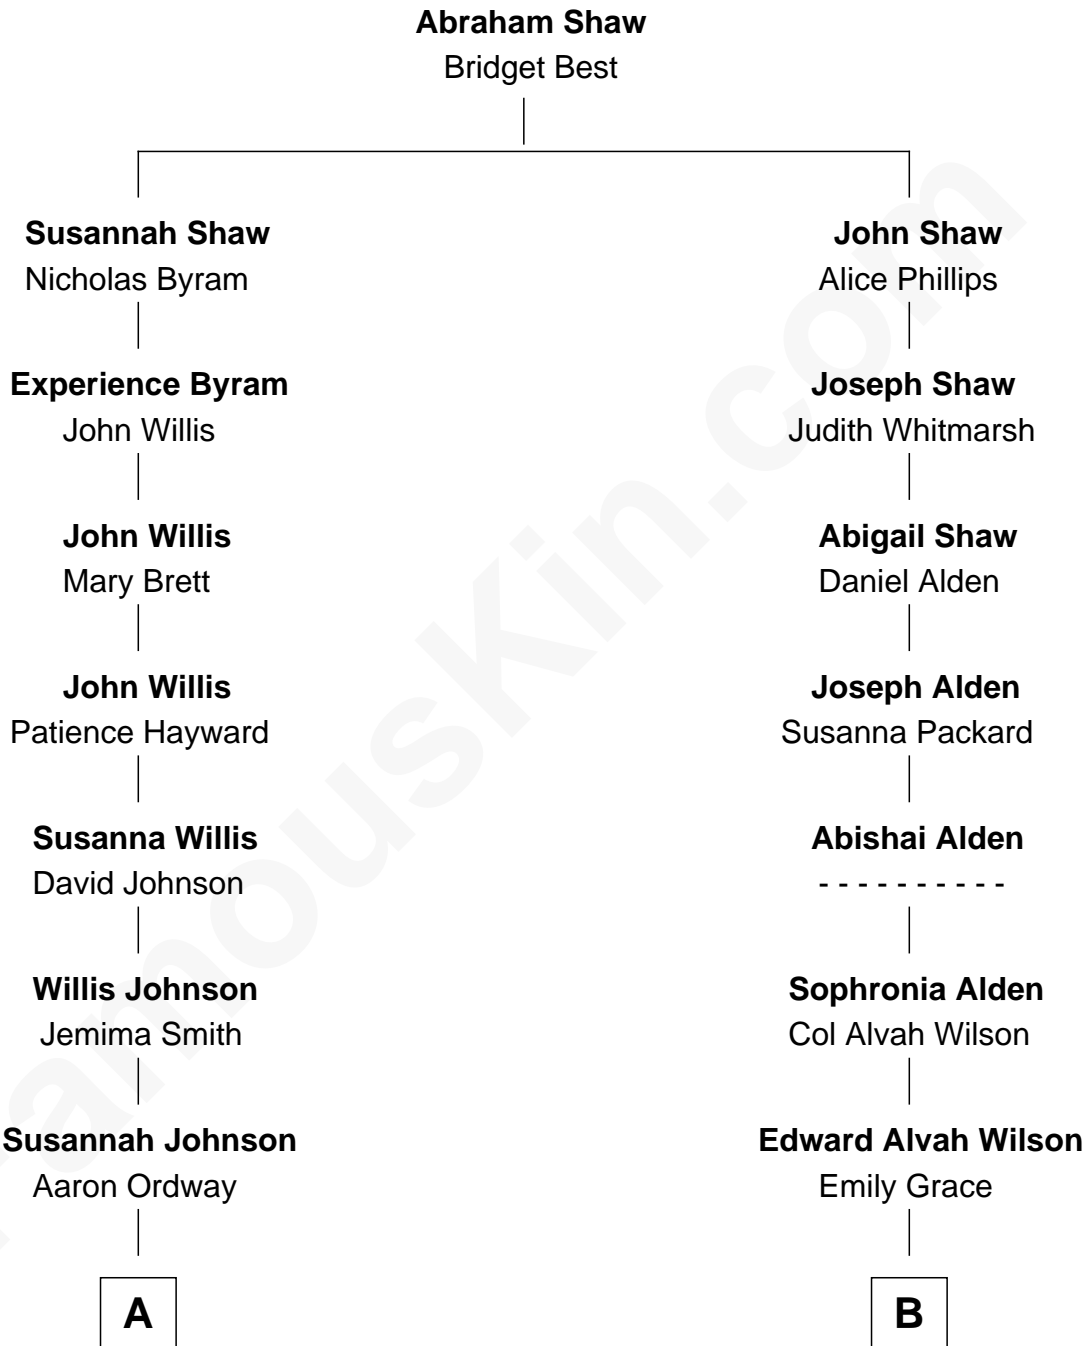 Abraham Shaw
Bridget Best
Susannah Shaw
Nicholas Byram
Experience Byram
John Willis
John Willis
Mary Brett
John Willis
Patience Hayward
Susanna Willis
David Johnson
Willis Johnson
Jemima Smith
Susannah Johnson
Aaron Ordway
A
John Shaw
Alice Phillips
Joseph Shaw
Judith Whitmarsh
Abigail Shaw
Daniel Alden
Joseph Alden
Susanna Packard
Abishai Alden
- - - - - - - - - -
Sophronia Alden
Col Alvah Wilson
Edward Alvah Wilson
Emily Grace
B
FamousKin.com